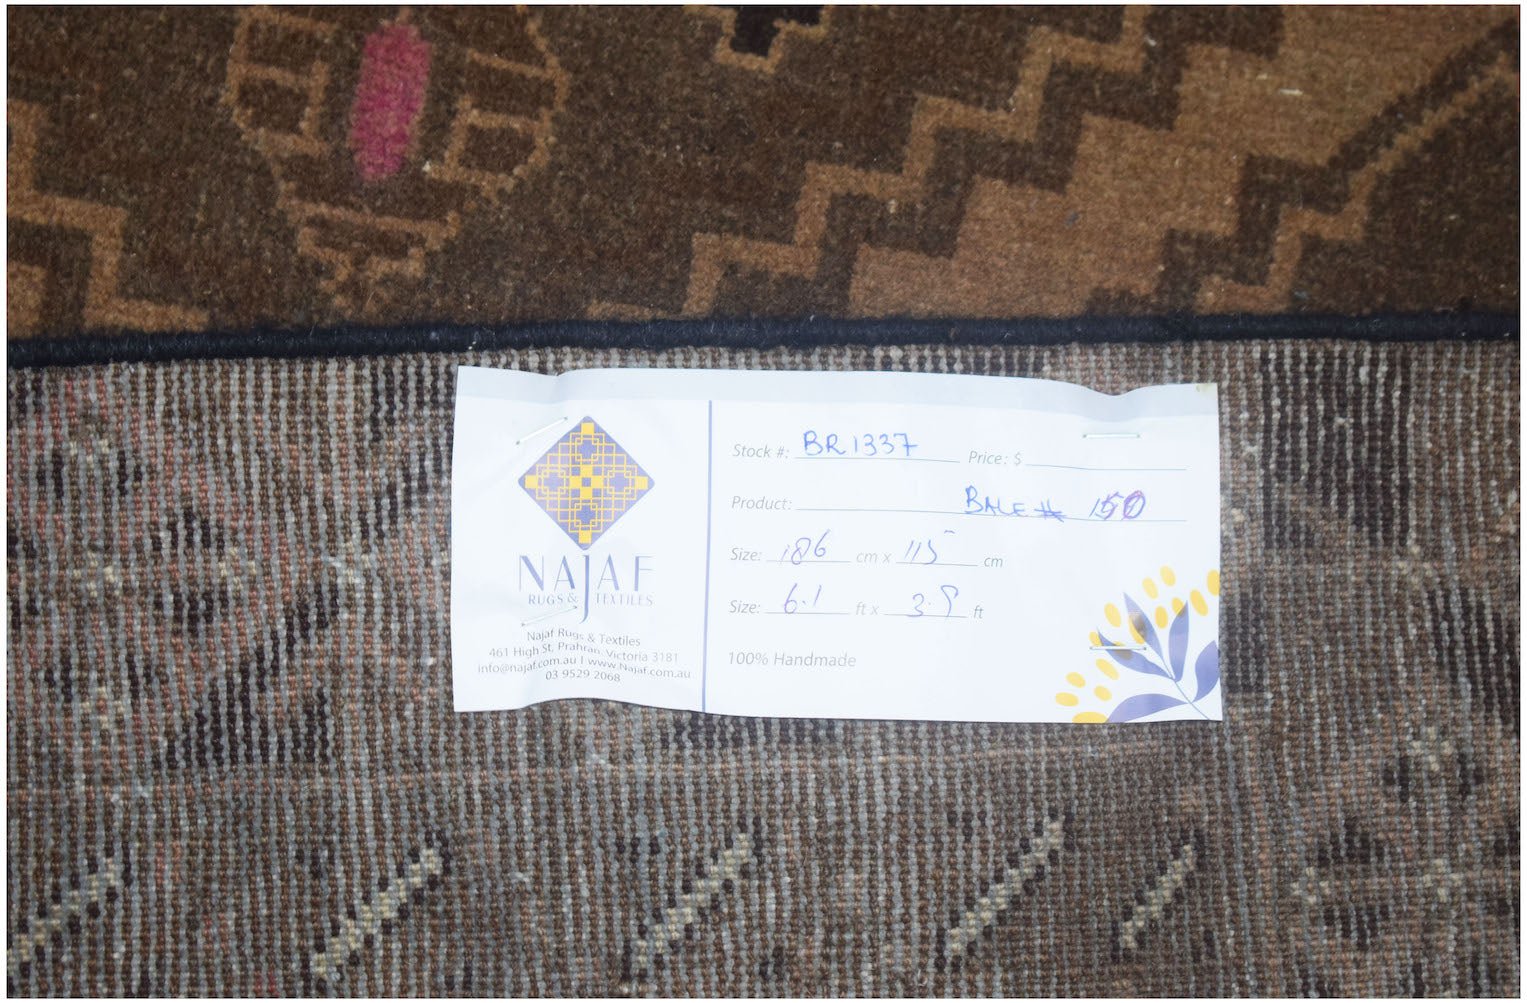 NAJAF
RUGS & TEXTILES
Najaf Rugs & Textiles
461 High St, Prahran, Victoria 3181
info@najaf.com.au I www.Najaf.com.au
03 9529 2068
Stock #: BR1337 Price: $
Product: BALE # 150
Size: 186 cm x 115 cm
Size: 6.1 ft x 3.9 ft
100% Handmade